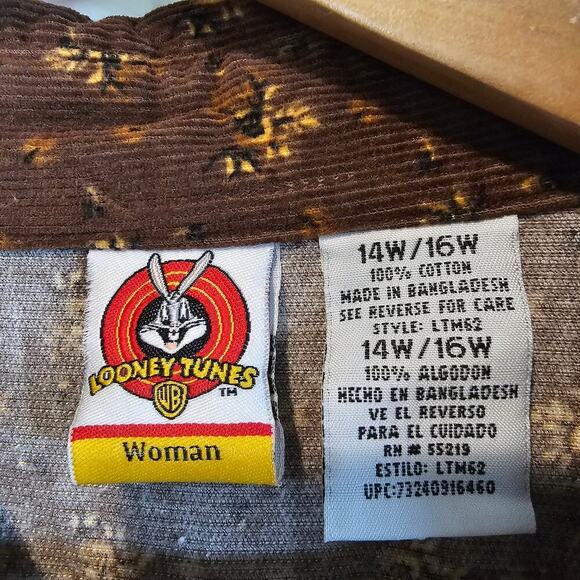 LOONEY TUNES
TM
WB
Woman
14W/16W
100% COTTON
MADE IN BANGLADESH
SEE REVERSE FOR CARE
STYLE: LTM62
14W/16W
100% ALGODON
HECHO EN BANGLADESH
VE EL REVERSO
PARA EL CUIDADO
RN # 55219
ESTILO: LTM62
UPC:73240916460